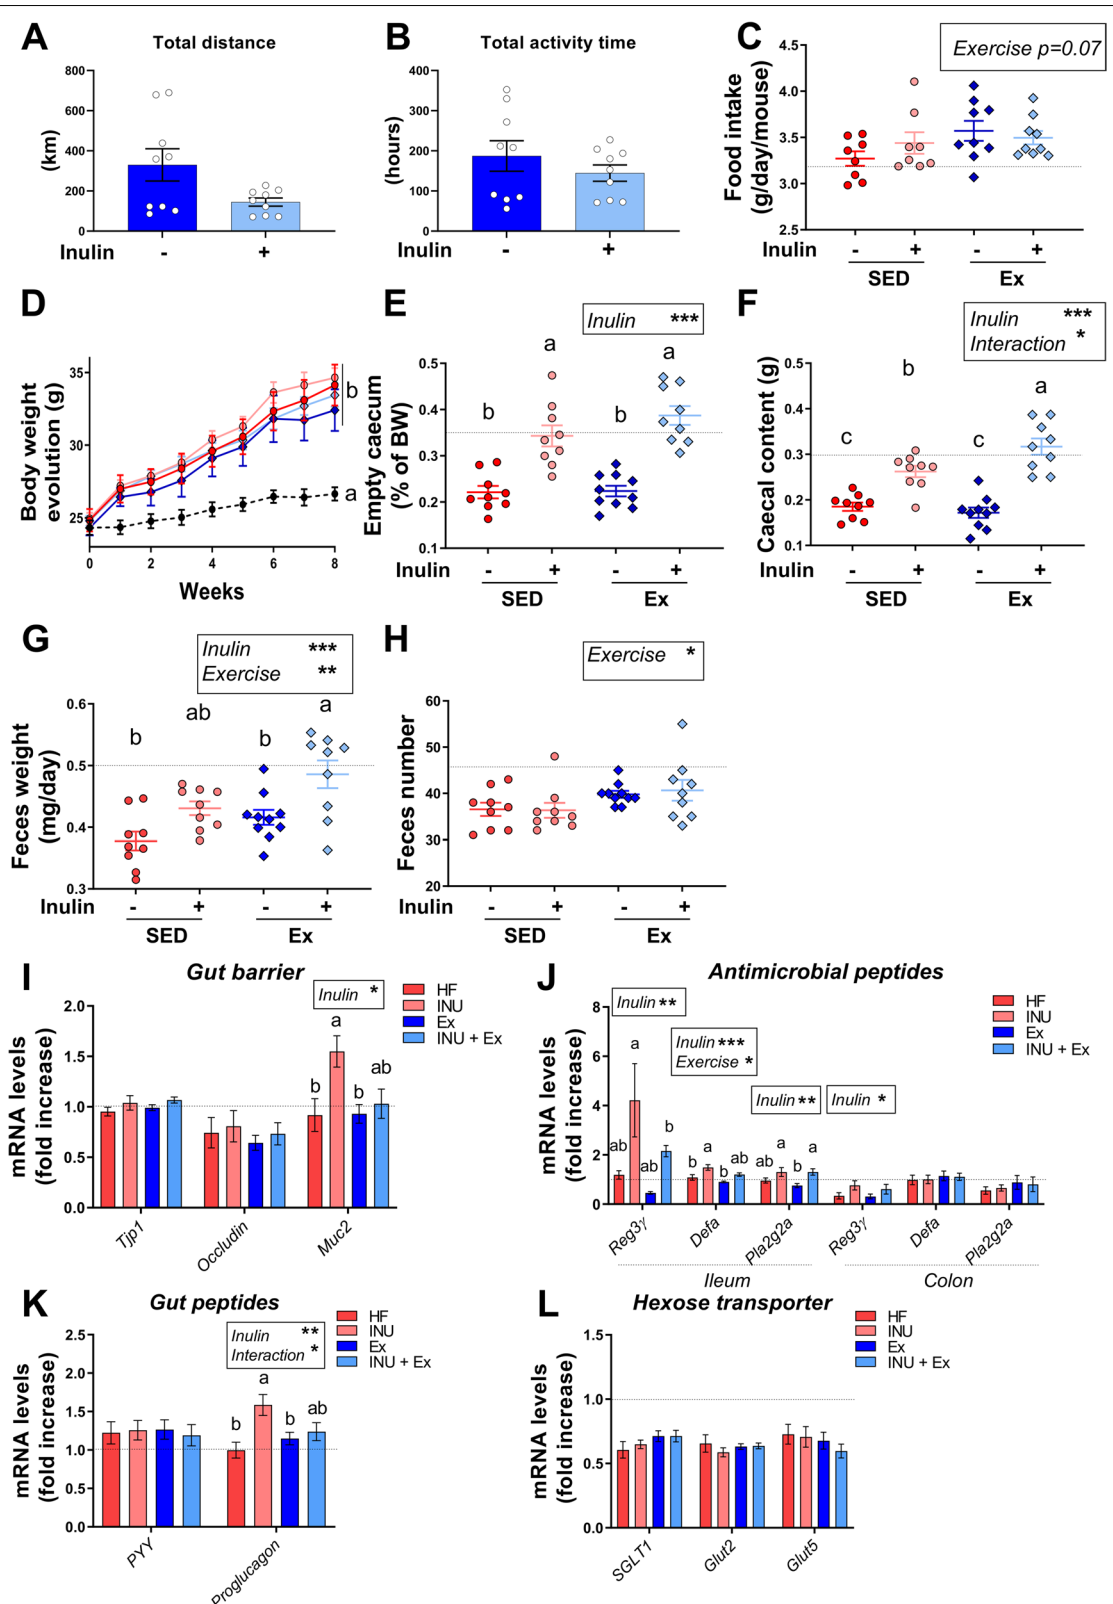 A
Total distance
(km)
800
600
400
200
0
Inulin - +
B
Total activity time
(hours)
400
300
200
100
0
Inulin - +
C
Exercise p=0.07
Food intake
(g/day/mouse)
4.5
4.0
3.5
3.0
2.5
Inulin - + - +
SED Ex
D
Body weight
evolution (g)
35
30
25
b
a
0 2 4 6 8
Weeks
E
Inulin ***
Empty caecum
(% of BW)
0.5
0.4
0.3
0.2
0.1
b a b a
Inulin - + - +
SED Ex
F
Inulin ***
Interaction *
Caecal content (g)
0.5
0.4
0.3
0.2
0.1
c b c a
Inulin - + - +
SED Ex
G
Inulin ***
Exercise **
Feces weight
(mg/day)
0.6
0.5
0.4
0.3
b ab b a
Inulin - + - +
SED Ex
H
Exercise *
Feces number
60
50
40
30
20
Inulin - + - +
SED Ex
I
Gut barrier
Inulin *
HF
INU
Ex
INU + Ex
mRNA levels
(fold increase)
2.0
1.5
1.0
0.5
0.0
b a b ab
Tjp1 Occludin Muc2
J
Antimicrobial peptides
Inulin **
Inulin ***
Exercise *
Inulin **
Inulin *
HF
INU
Ex
INU + Ex
mRNA levels
(fold increase)
8
6
4
2
0
ab a ab b
b a b ab
ab a b a
Reg3γ Defa Pla2g2a Reg3γ Defa Pla2g2a
Ileum Colon
K
Gut peptides
Inulin **
Interaction *
HF
INU
Ex
INU + Ex
mRNA levels
(fold increase)
2.5
2.0
1.5
1.0
0.5
0.0
b a b ab
PYY Proglucagon
L
Hexose transporter
HF
INU
Ex
INU + Ex
mRNA levels
(fold increase)
1.5
1.0
0.5
0.0
SGLT1 Glut2 Glut5